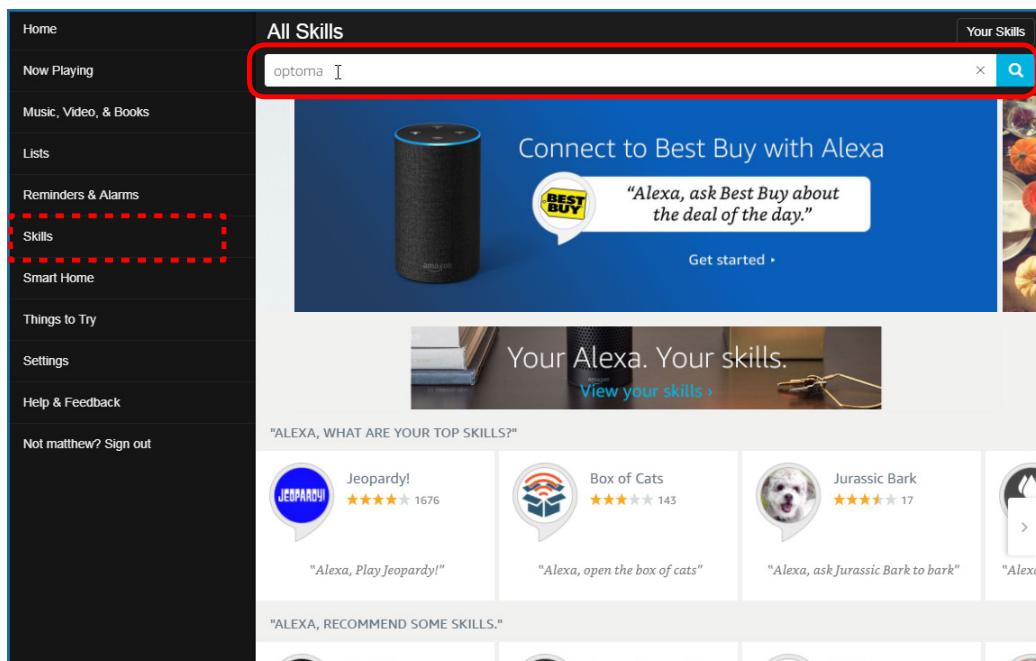 Home
Now Playing
Music, Video, & Books
Lists
Reminders & Alarms
Skills
Smart Home
Things to Try
Settings
Help & Feedback
Not matthew? Sign out
All Skills
Your Skills
optoma
×
Connect to Best Buy with Alexa
BEST
BUY
“Alexa, ask Best Buy about
the deal of the day.”
Get started
amazon
Your Alexa. Your skills.
View your skills ›
"ALEXA, WHAT ARE YOUR TOP SKILLS?"
JEOPARDY!
Jeopardy!
1676
"Alexa, Play Jeopardy!"
Box of Cats
143
"Alexa, open the box of cats"
Jurassic Bark
17
"Alexa, ask Jurassic Bark to bark"
"ALEXA, RECOMMEND SOME SKILLS."